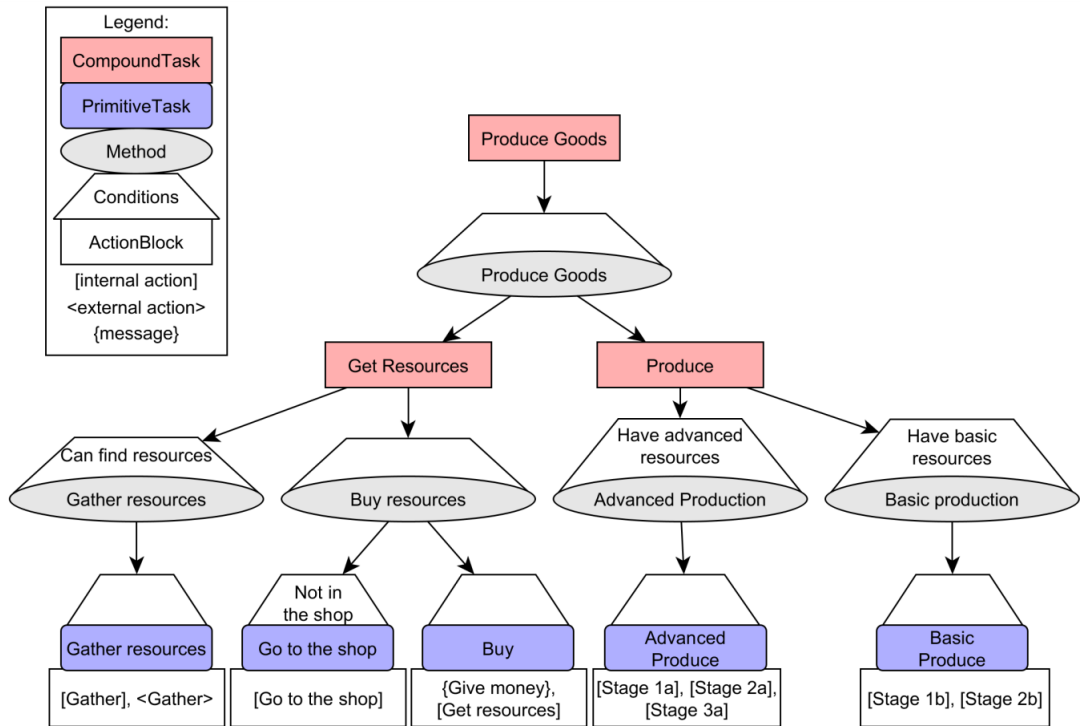 Legend:
CompoundTask
PrimitiveTask
Method
Conditions
ActionBlock
[internal action]
<external action>
{message}
Produce Goods
Produce Goods
Get Resources
Produce
Can find resources
Gather resources
Buy resources
Have advanced
resources
Advanced Production
Have basic
resources
Basic production
Gather resources
[Gather], <Gather>
Not in
the shop
Go to the shop
[Go to the shop]
Buy
{Give money},
[Get resources]
Advanced
Produce
[Stage 1a], [Stage 2a],
[Stage 3a]
Basic
Produce
[Stage 1b], [Stage 2b]